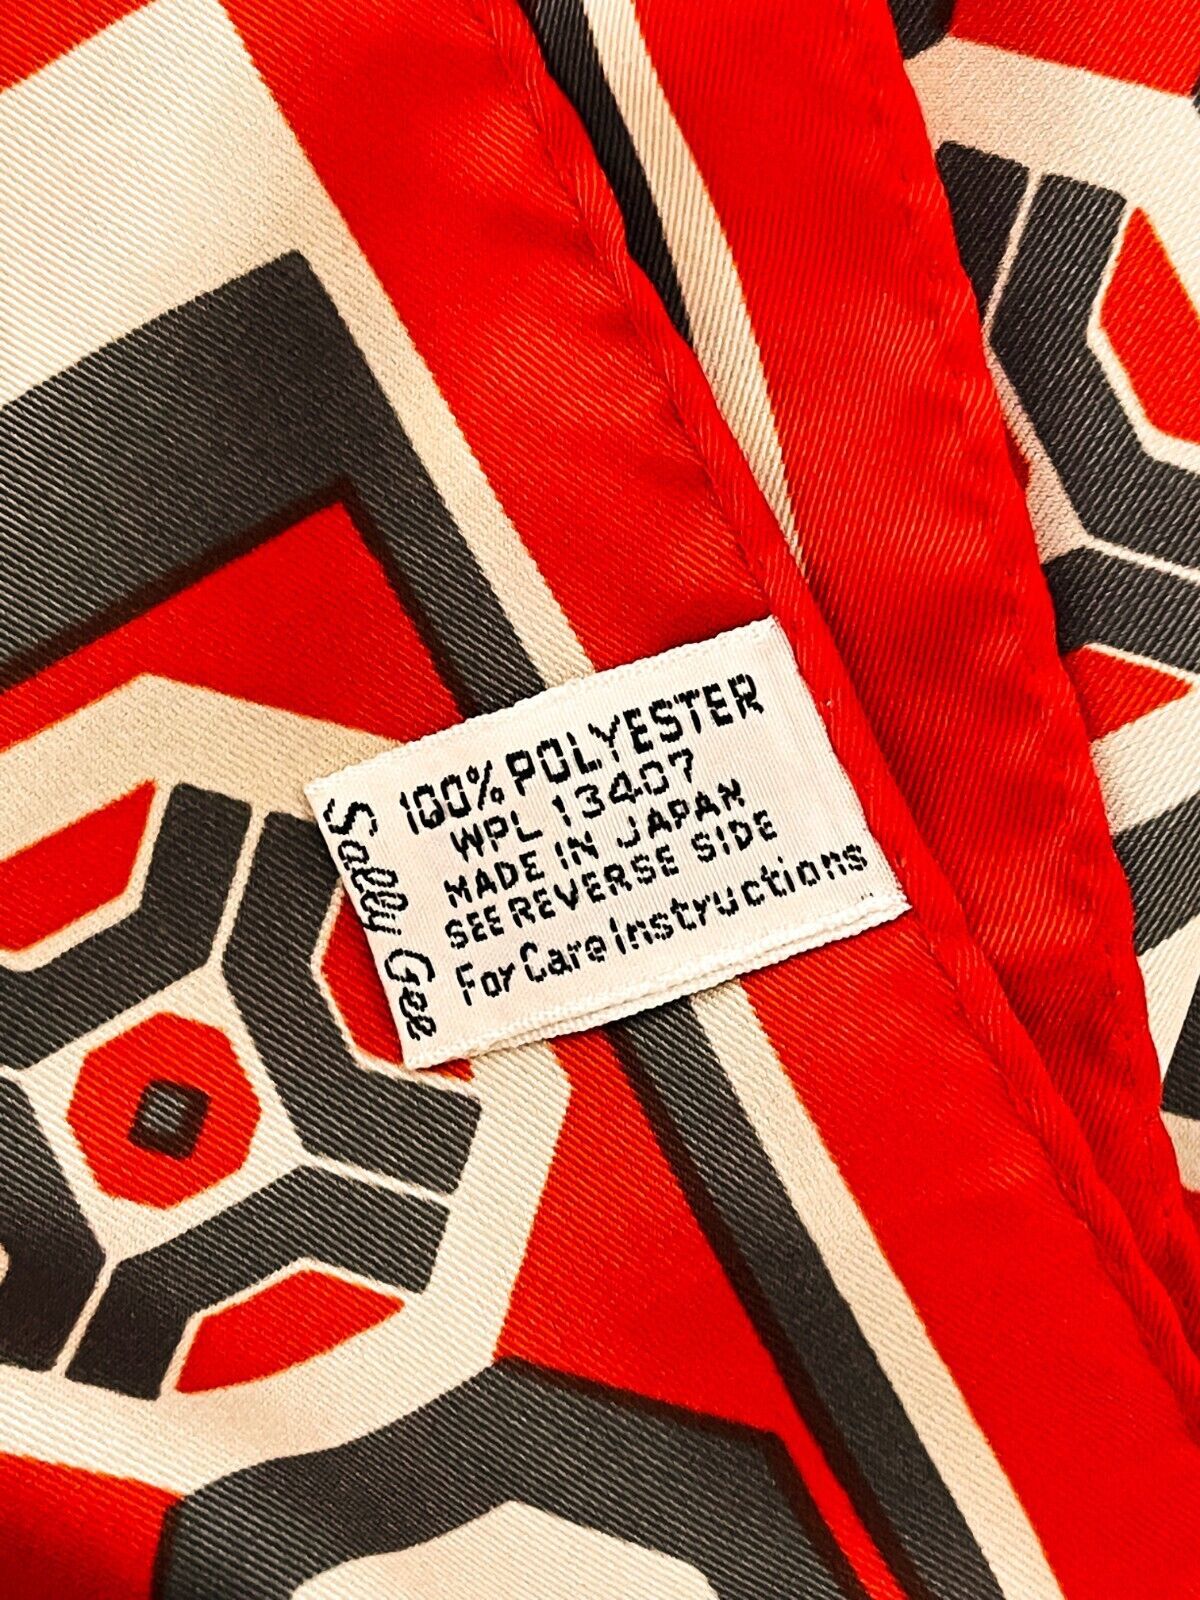 100% POLYESTER
WPL 13407
MADE IN JAPAN
SEE REVERSE SIDE
For Care Instructions
Sally Gee